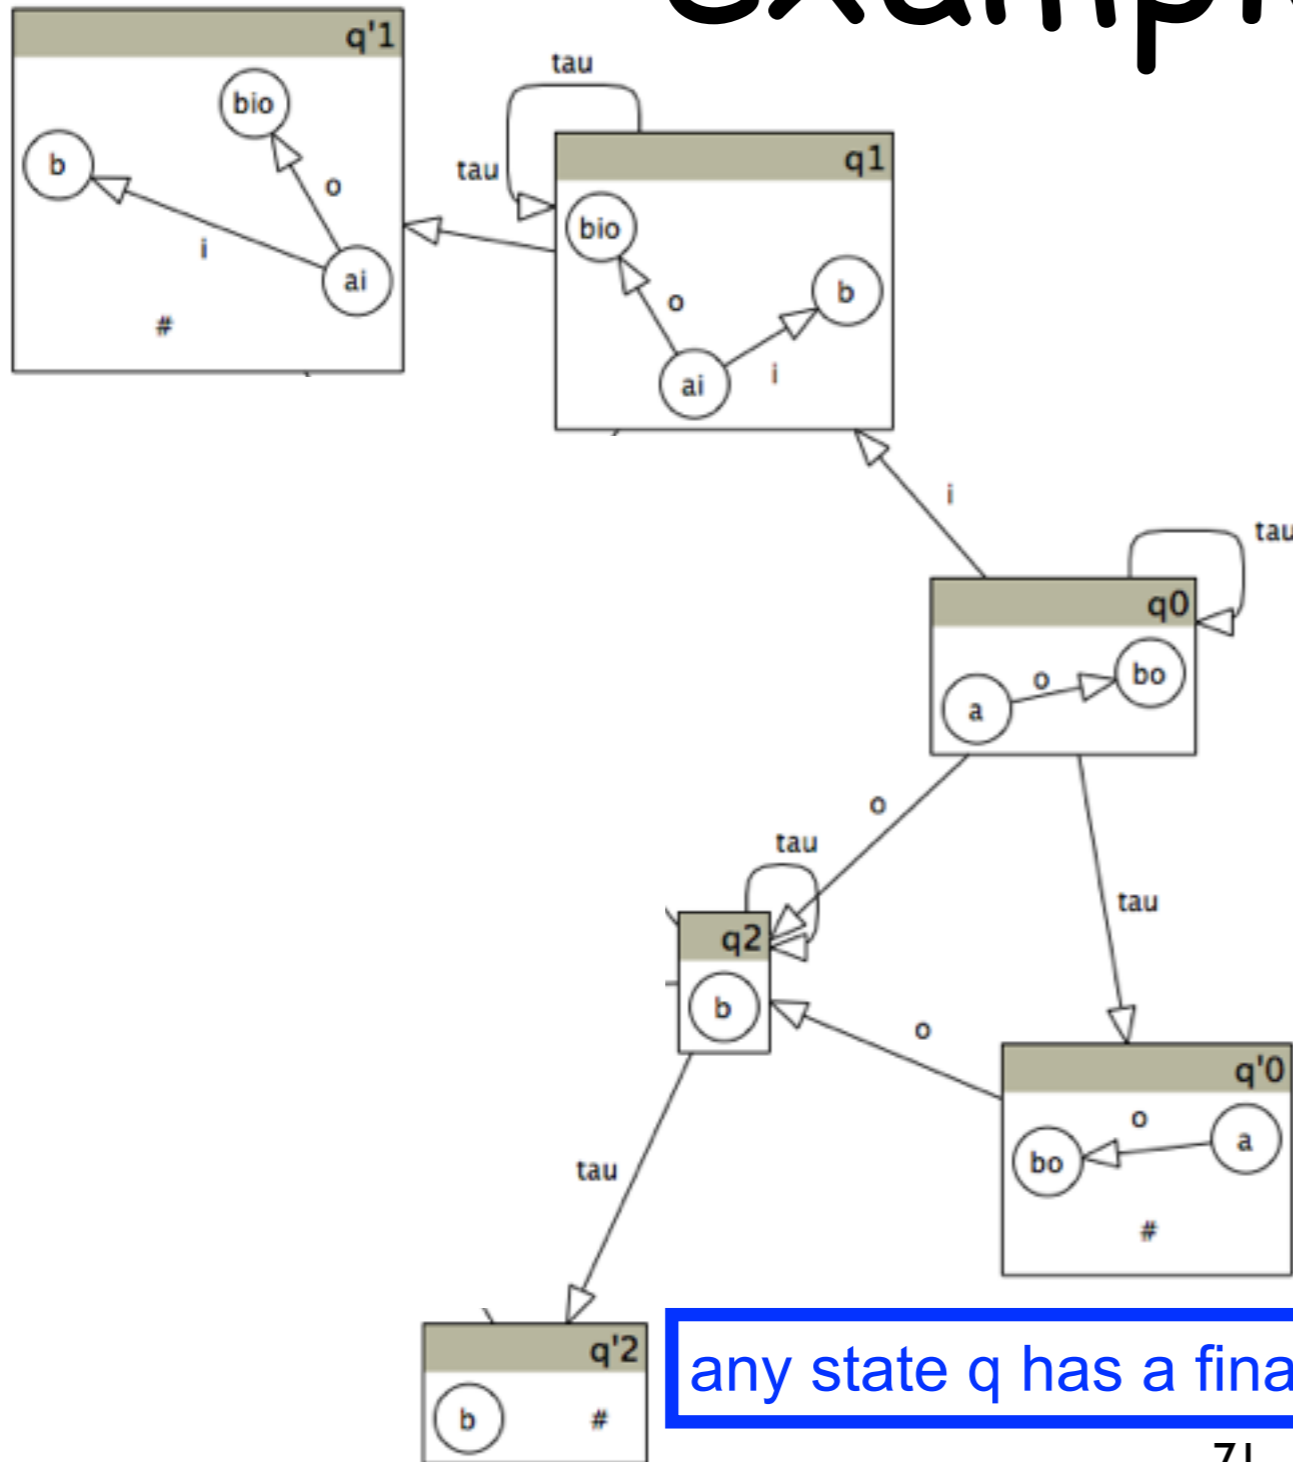 q'1
bio
b
o
i
ai
#
tau
tau
q1
bio
b
o
i
ai
i
tau
q0
o
bo
a
o
tau
tau
q2
b
o
q'0
o
a
bo
#
tau
q'2
b
#
any state q has a fina
71